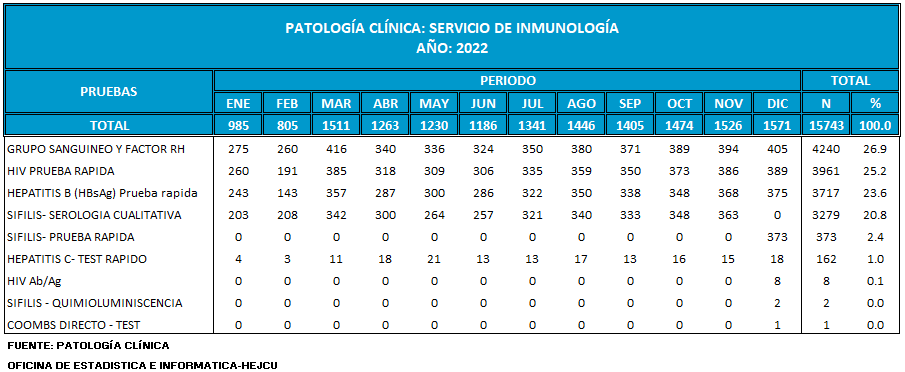 PATOLOGÍA CLÍNICA: SERVICIO DE INMUNOLOGÍA
AÑO: 2022
PRUEBAS PERIODO TOTAL
ENE FEB MAR ABR MAY JUN JUL AGO SEP OCT NOV DIC N %
TOTAL 985 805 1511 1263 1230 1186 1341 1446 1405 1474 1526 1571 15743 100.0
GRUPO SANGUINEO Y FACTOR RH 275 260 416 340 336 324 350 380 371 389 394 405 4240 26.9
HIV PRUEBA RAPIDA 260 191 385 318 309 306 335 359 350 373 386 389 3961 25.2
HEPATITIS B (HBsAg) Prueba rapida 243 143 357 287 300 286 322 350 338 348 368 375 3717 23.6
SIFILIS- SEROLOGIA CUALITATIVA 203 208 342 300 264 257 321 340 333 348 363 0 3279 20.8
SIFILIS- PRUEBA RAPIDA 0 0 0 0 0 0 0 0 0 0 0 373 373 2.4
HEPATITIS C- TEST RAPIDO 4 3 11 18 21 13 13 17 13 16 15 18 162 1.0
HIV Ab/Ag 0 0 0 0 0 0 0 0 0 0 0 8 8 0.1
SIFILIS - QUIMIOLUMINISCENCIA 0 0 0 0 0 0 0 0 0 0 0 2 2 0.0
COOMBS DIRECTO - TEST 0 0 0 0 0 0 0 0 0 0 0 1 1 0.0
FUENTE: PATOLOGÍA CLÍNICA
OFICINA DE ESTADISTICA E INFORMATICA-HEJCU